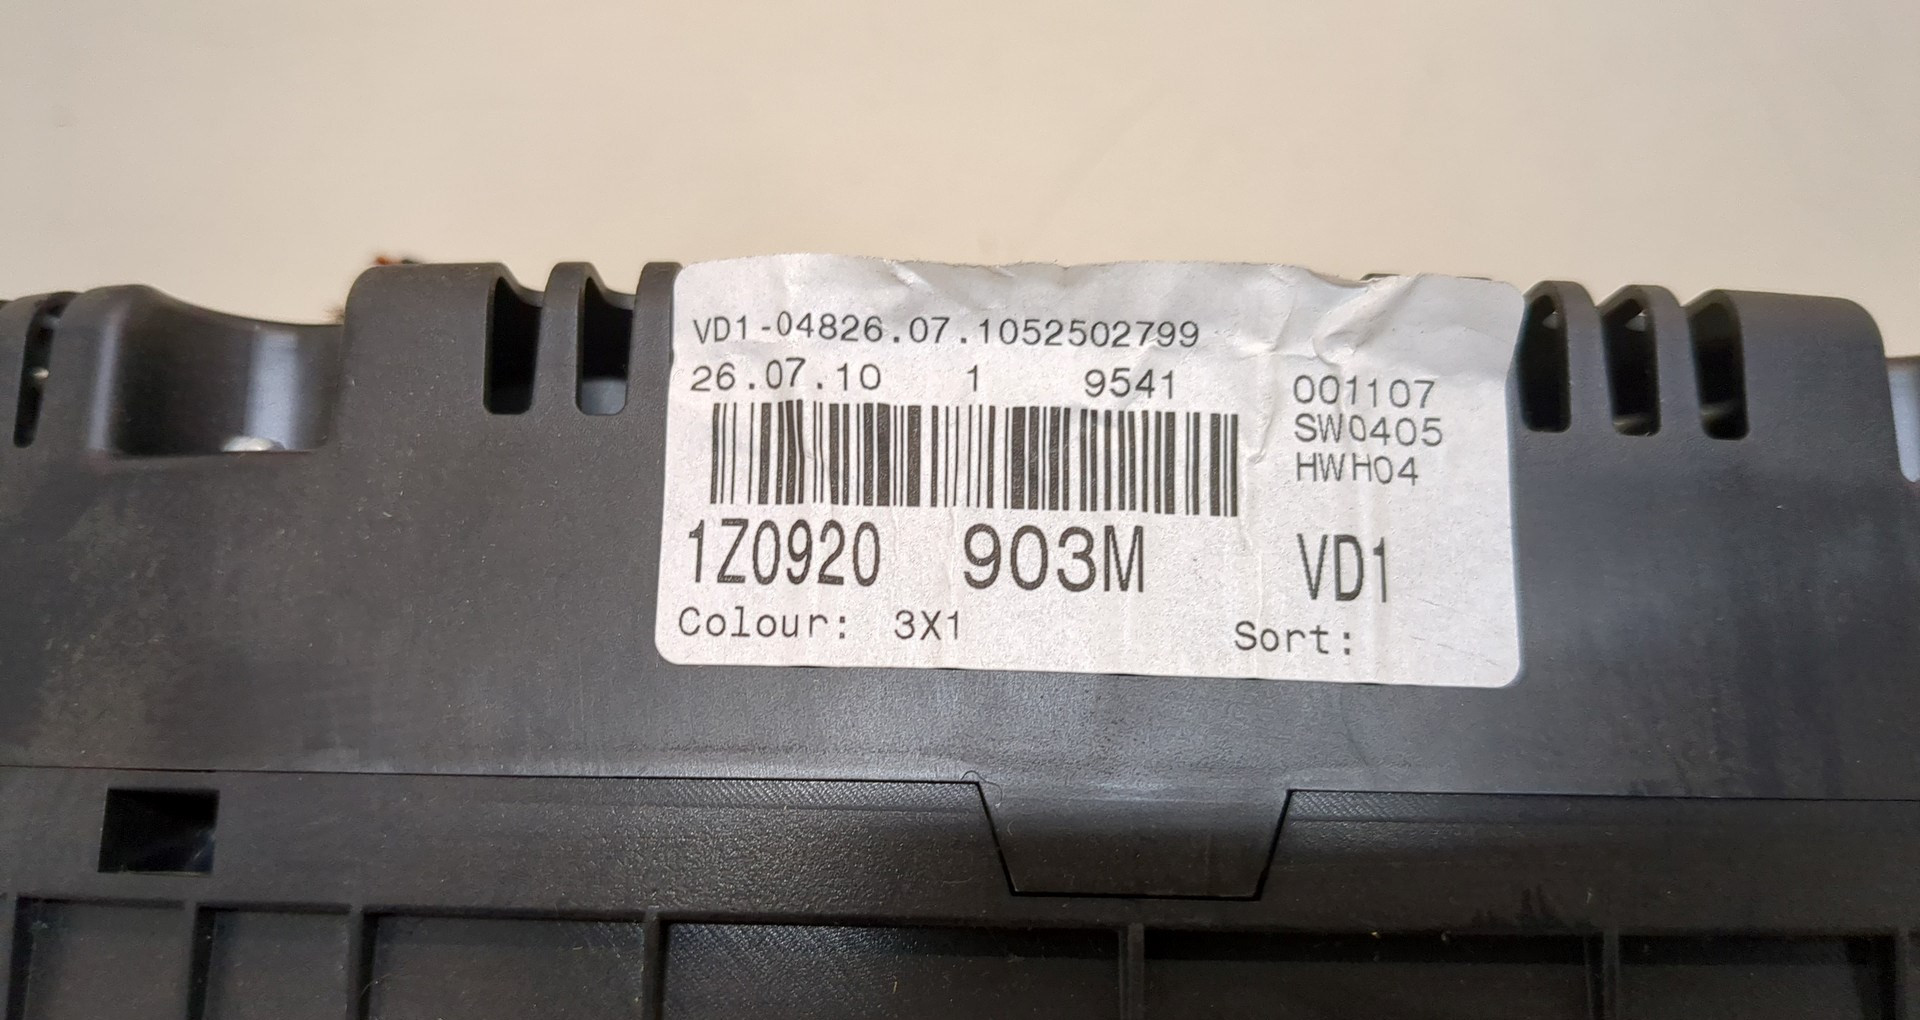 VD1-04826.07.1052502799
26.07.10 1 9541
001107
SW0405
HWH04
1Z0920 903M VD1
Colour: 3X1 Sort: